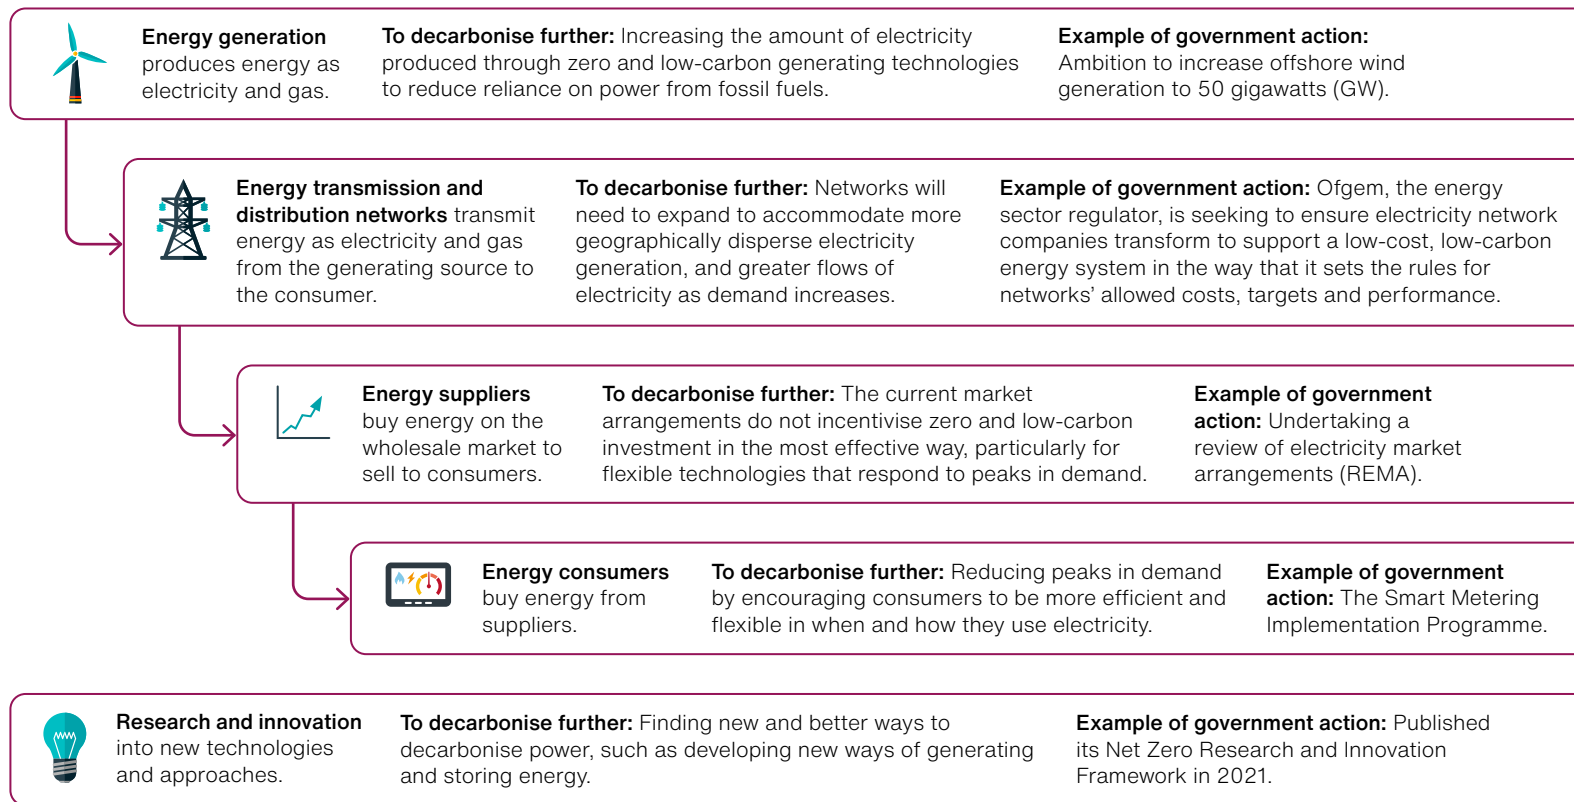 Energy generation
produces energy as
electricity and gas.
To decarbonise further: Increasing the amount of electricity
produced through zero and low-carbon generating technologies
to reduce reliance on power from fossil fuels.
Example of government action:
Ambition to increase offshore wind
generation to 50 gigawatts (GW).
Energy transmission and
distribution networks transmit
energy as electricity and gas
from the generating source to
the consumer.
To decarbonise further: Networks will
need to expand to accommodate more
geographically disperse electricity
generation, and greater flows of
electricity as demand increases.
Example of government action: Ofgem, the energy
sector regulator, is seeking to ensure electricity network
companies transform to support a low-cost, low-carbon
energy system in the way that it sets the rules for
networks’ allowed costs, targets and performance.
Energy suppliers
buy energy on the
wholesale market to
sell to consumers.
To decarbonise further: The current market
arrangements do not incentivise zero and low-carbon
investment in the most effective way, particularly for
flexible technologies that respond to peaks in demand.
Example of government
action: Undertaking a
review of electricity market
arrangements (REMA).
Energy consumers
buy energy from
suppliers.
To decarbonise further: Reducing peaks in demand
by encouraging consumers to be more efficient and
flexible in when and how they use electricity.
Example of government
action: The Smart Metering
Implementation Programme.
Research and innovation
into new technologies
and approaches.
To decarbonise further: Finding new and better ways to
decarbonise power, such as developing new ways of generating
and storing energy.
Example of government action: Published
its Net Zero Research and Innovation
Framework in 2021.